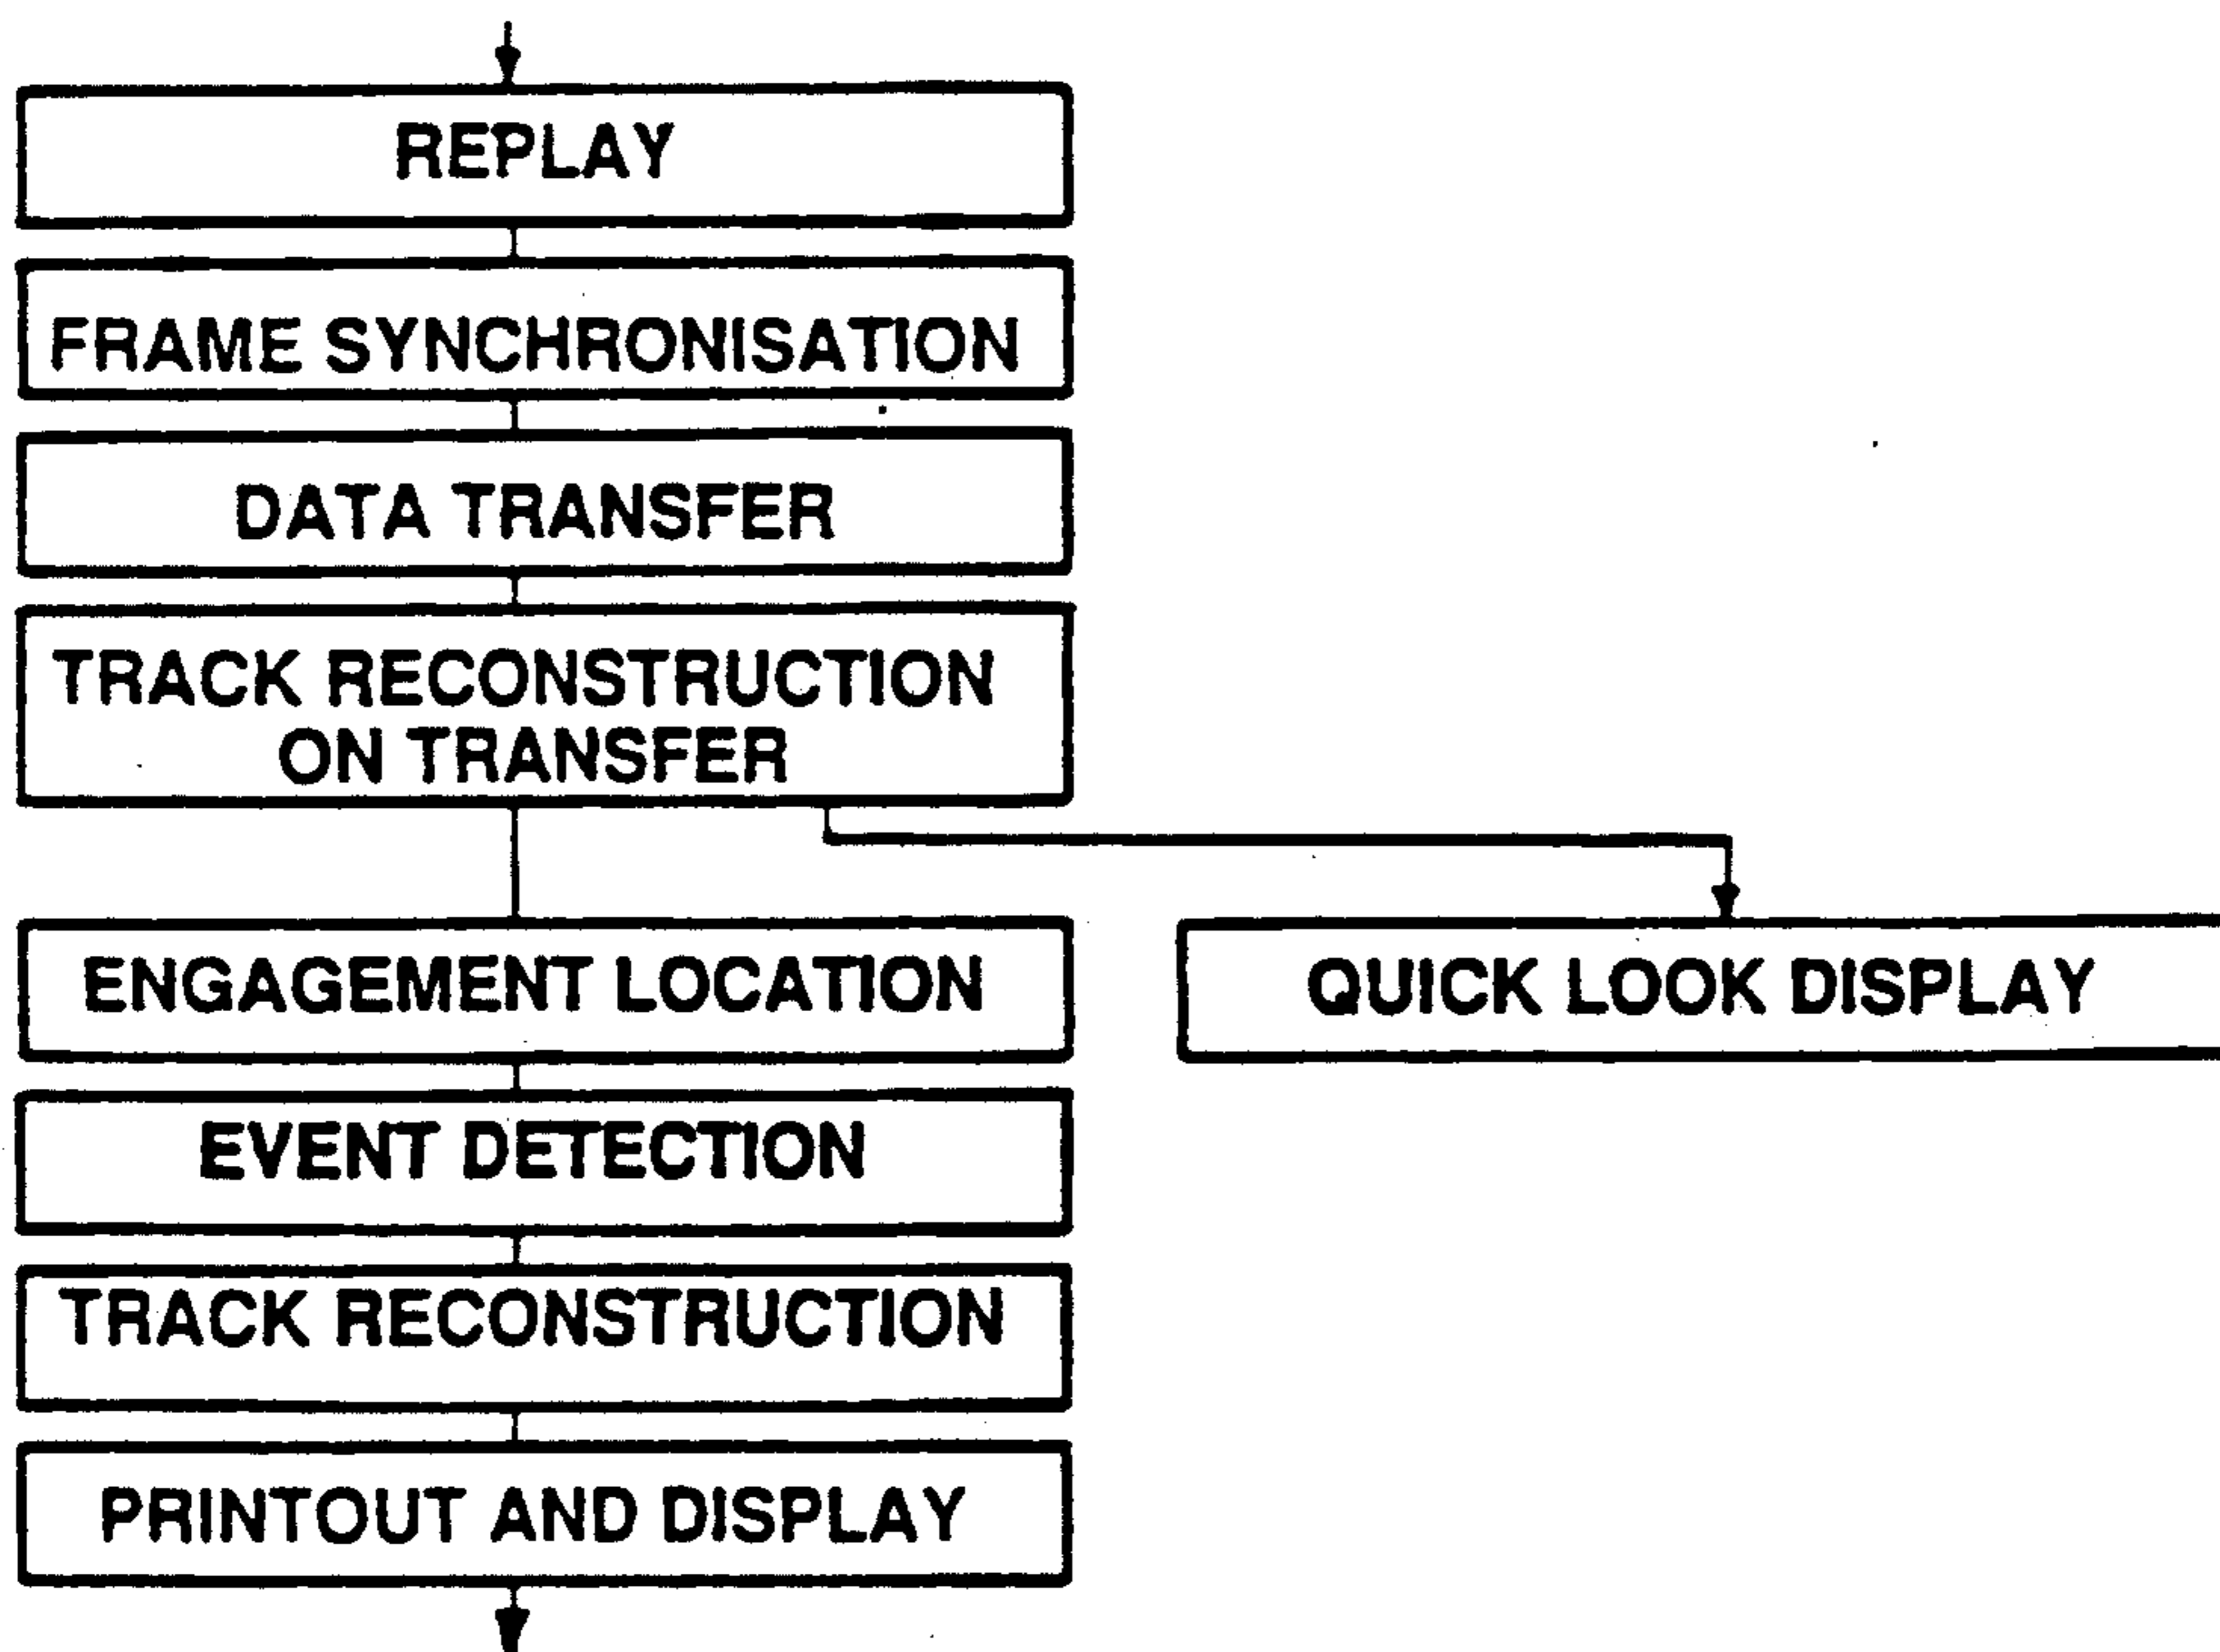 REPLAY
FRAME SYNCHRONISATION
DATA TRANSFER
TRACK RECONSTRUCTION
ON TRANSFER
ENGAGEMENT LOCATION
QUICK LOOK DISPLAY
EVENT DETECTION
TRACK RECONSTRUCTION
PRINTOUT AND DISPLAY